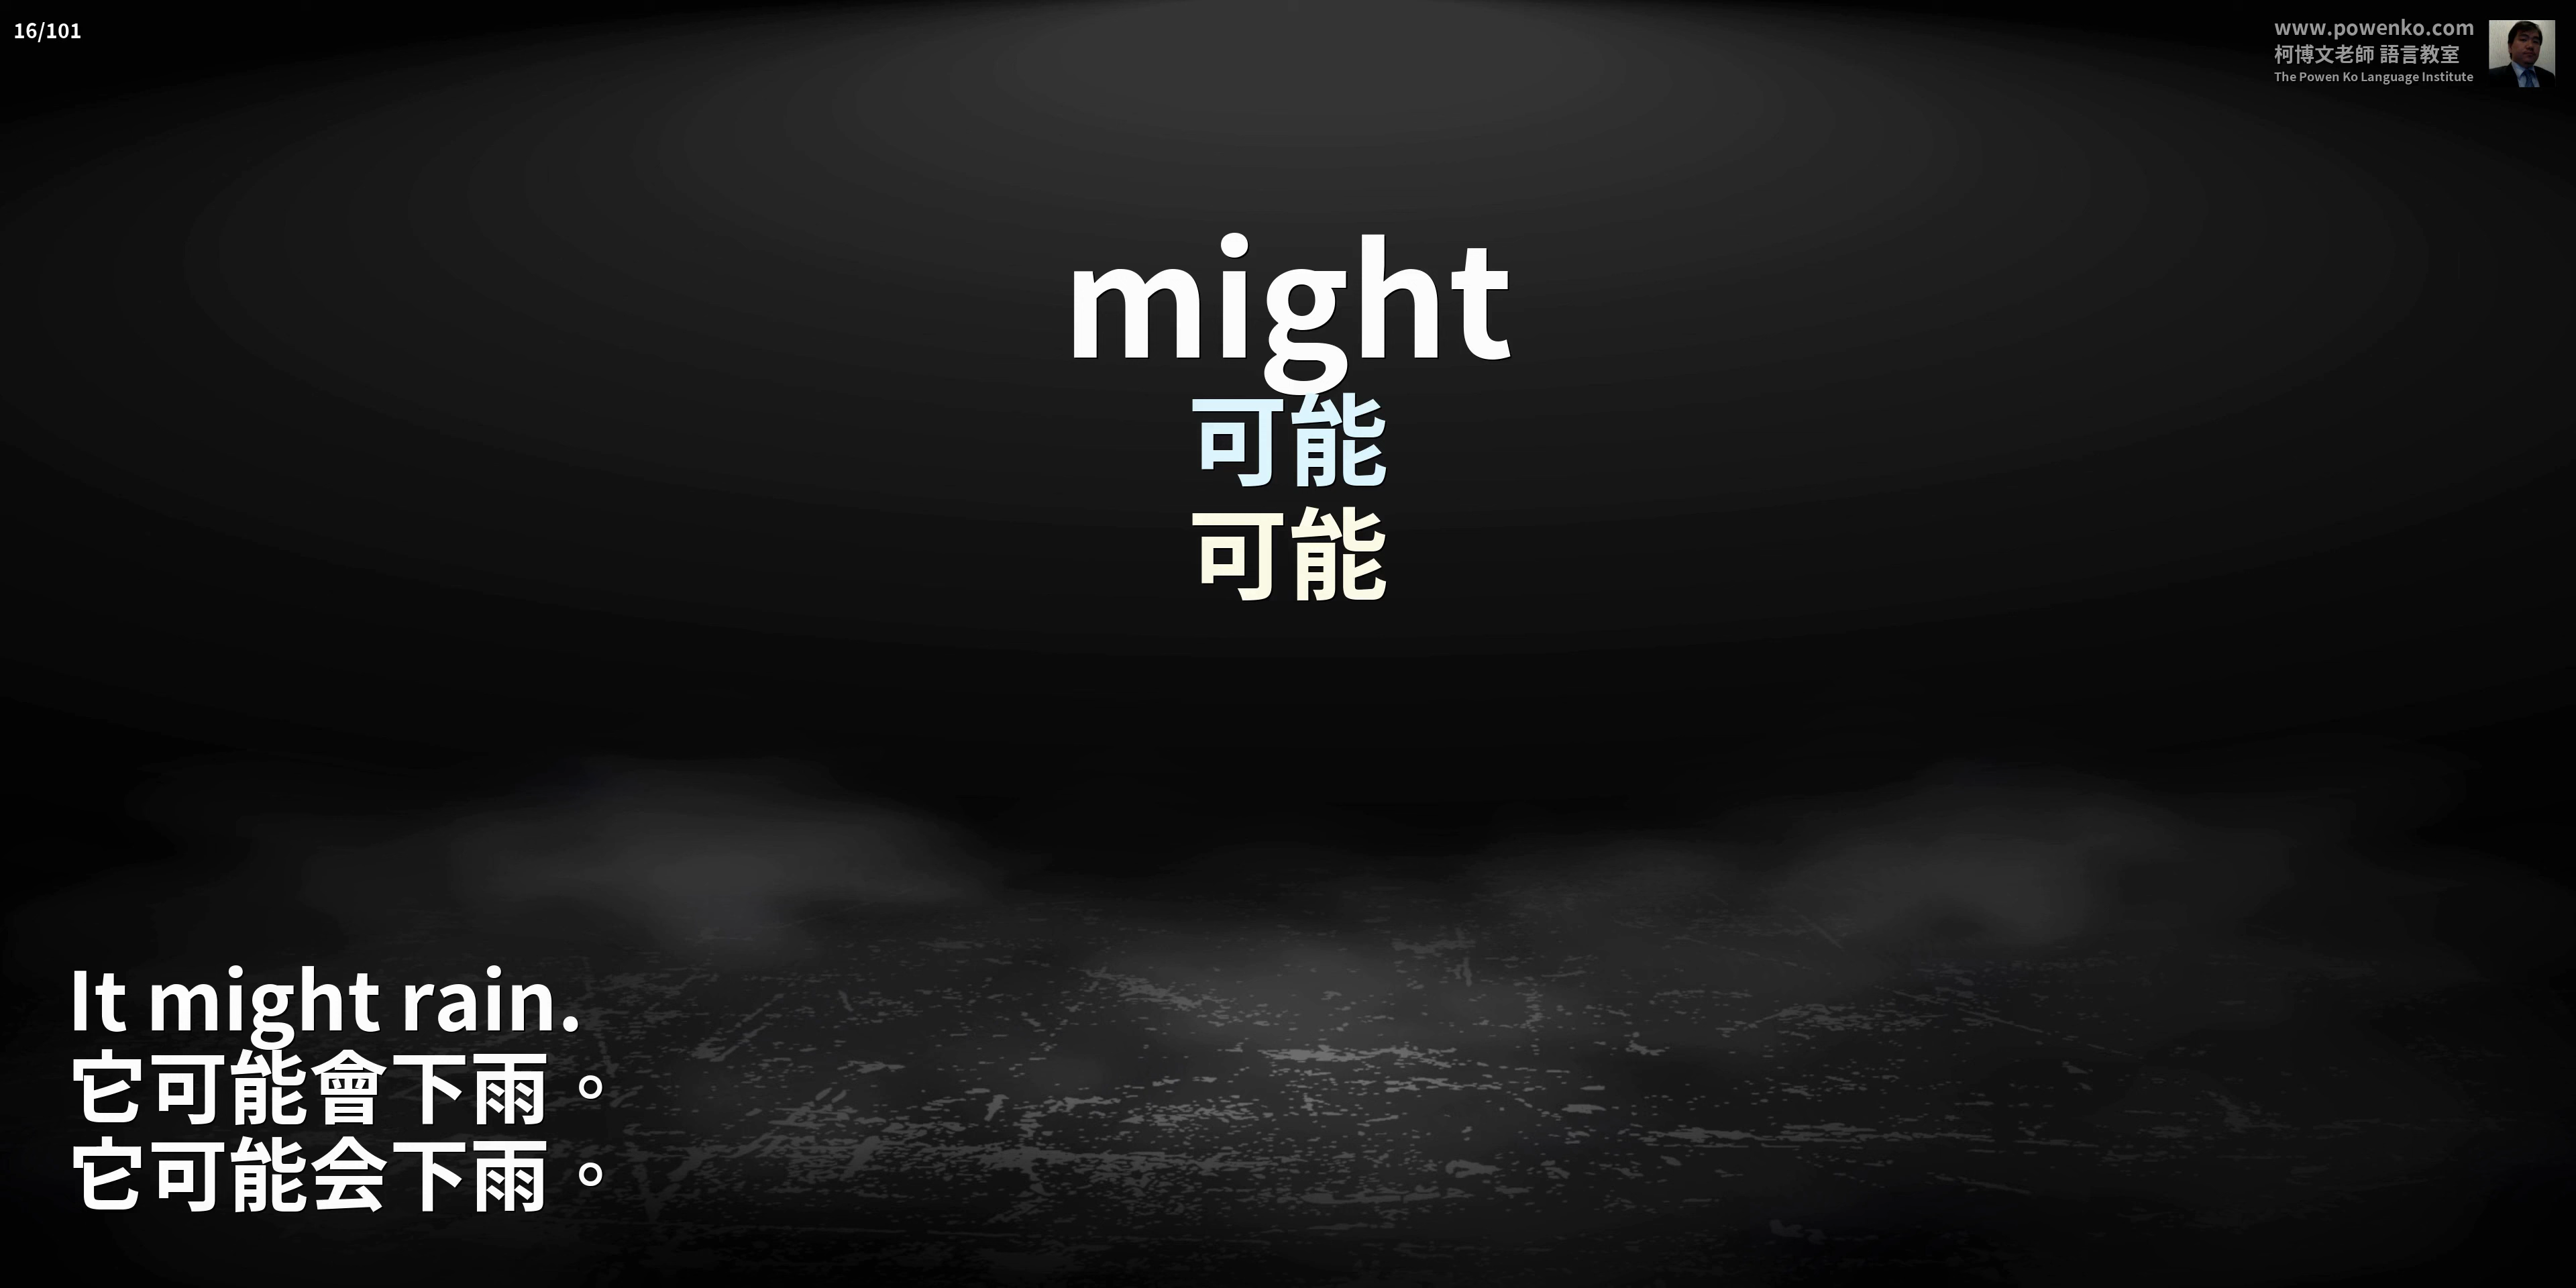 16/101
www.powenko.com
柯博文老師 語言教室
The Powen Ko Language Institute
might
可能
可能
It might rain.
它可能會下雨。
它可能会下雨。